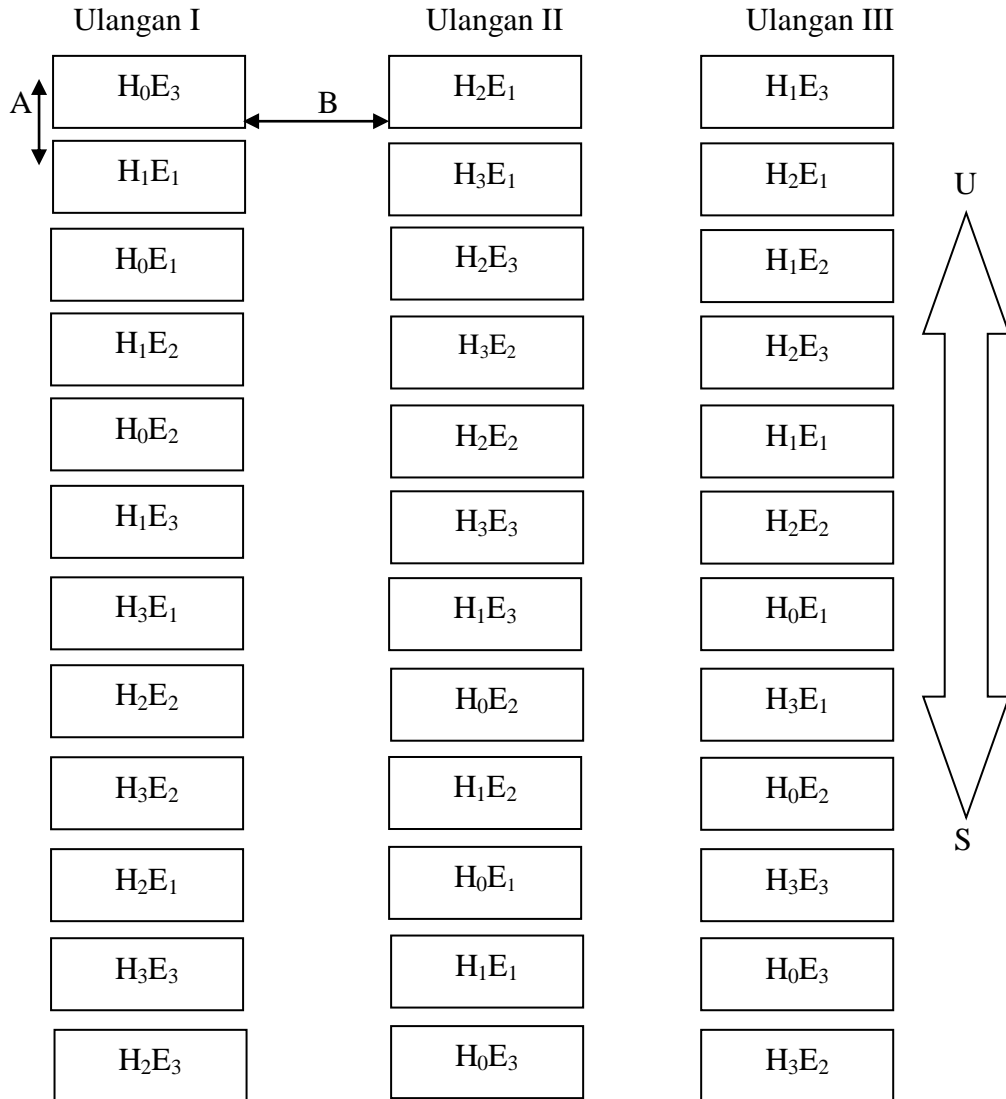 Ulangan I Ulangan II Ulangan III
H₀E₃ H₂E₁ H₁E₃
A B
H₁E₁ H₃E₁ H₂E₁
U
H₀E₁ H₂E₃ H₁E₂
H₁E₂ H₃E₂ H₂E₃
H₀E₂ H₂E₂ H₁E₁
H₁E₃ H₃E₃ H₂E₂
H₃E₁ H₁E₃ H₀E₁
H₂E₂ H₀E₂ H₃E₁
H₃E₂ H₁E₂ H₀E₂
S
H₂E₁ H₀E₁ H₃E₃
H₃E₃ H₁E₁ H₀E₃
H₂E₃ H₀E₃ H₃E₂